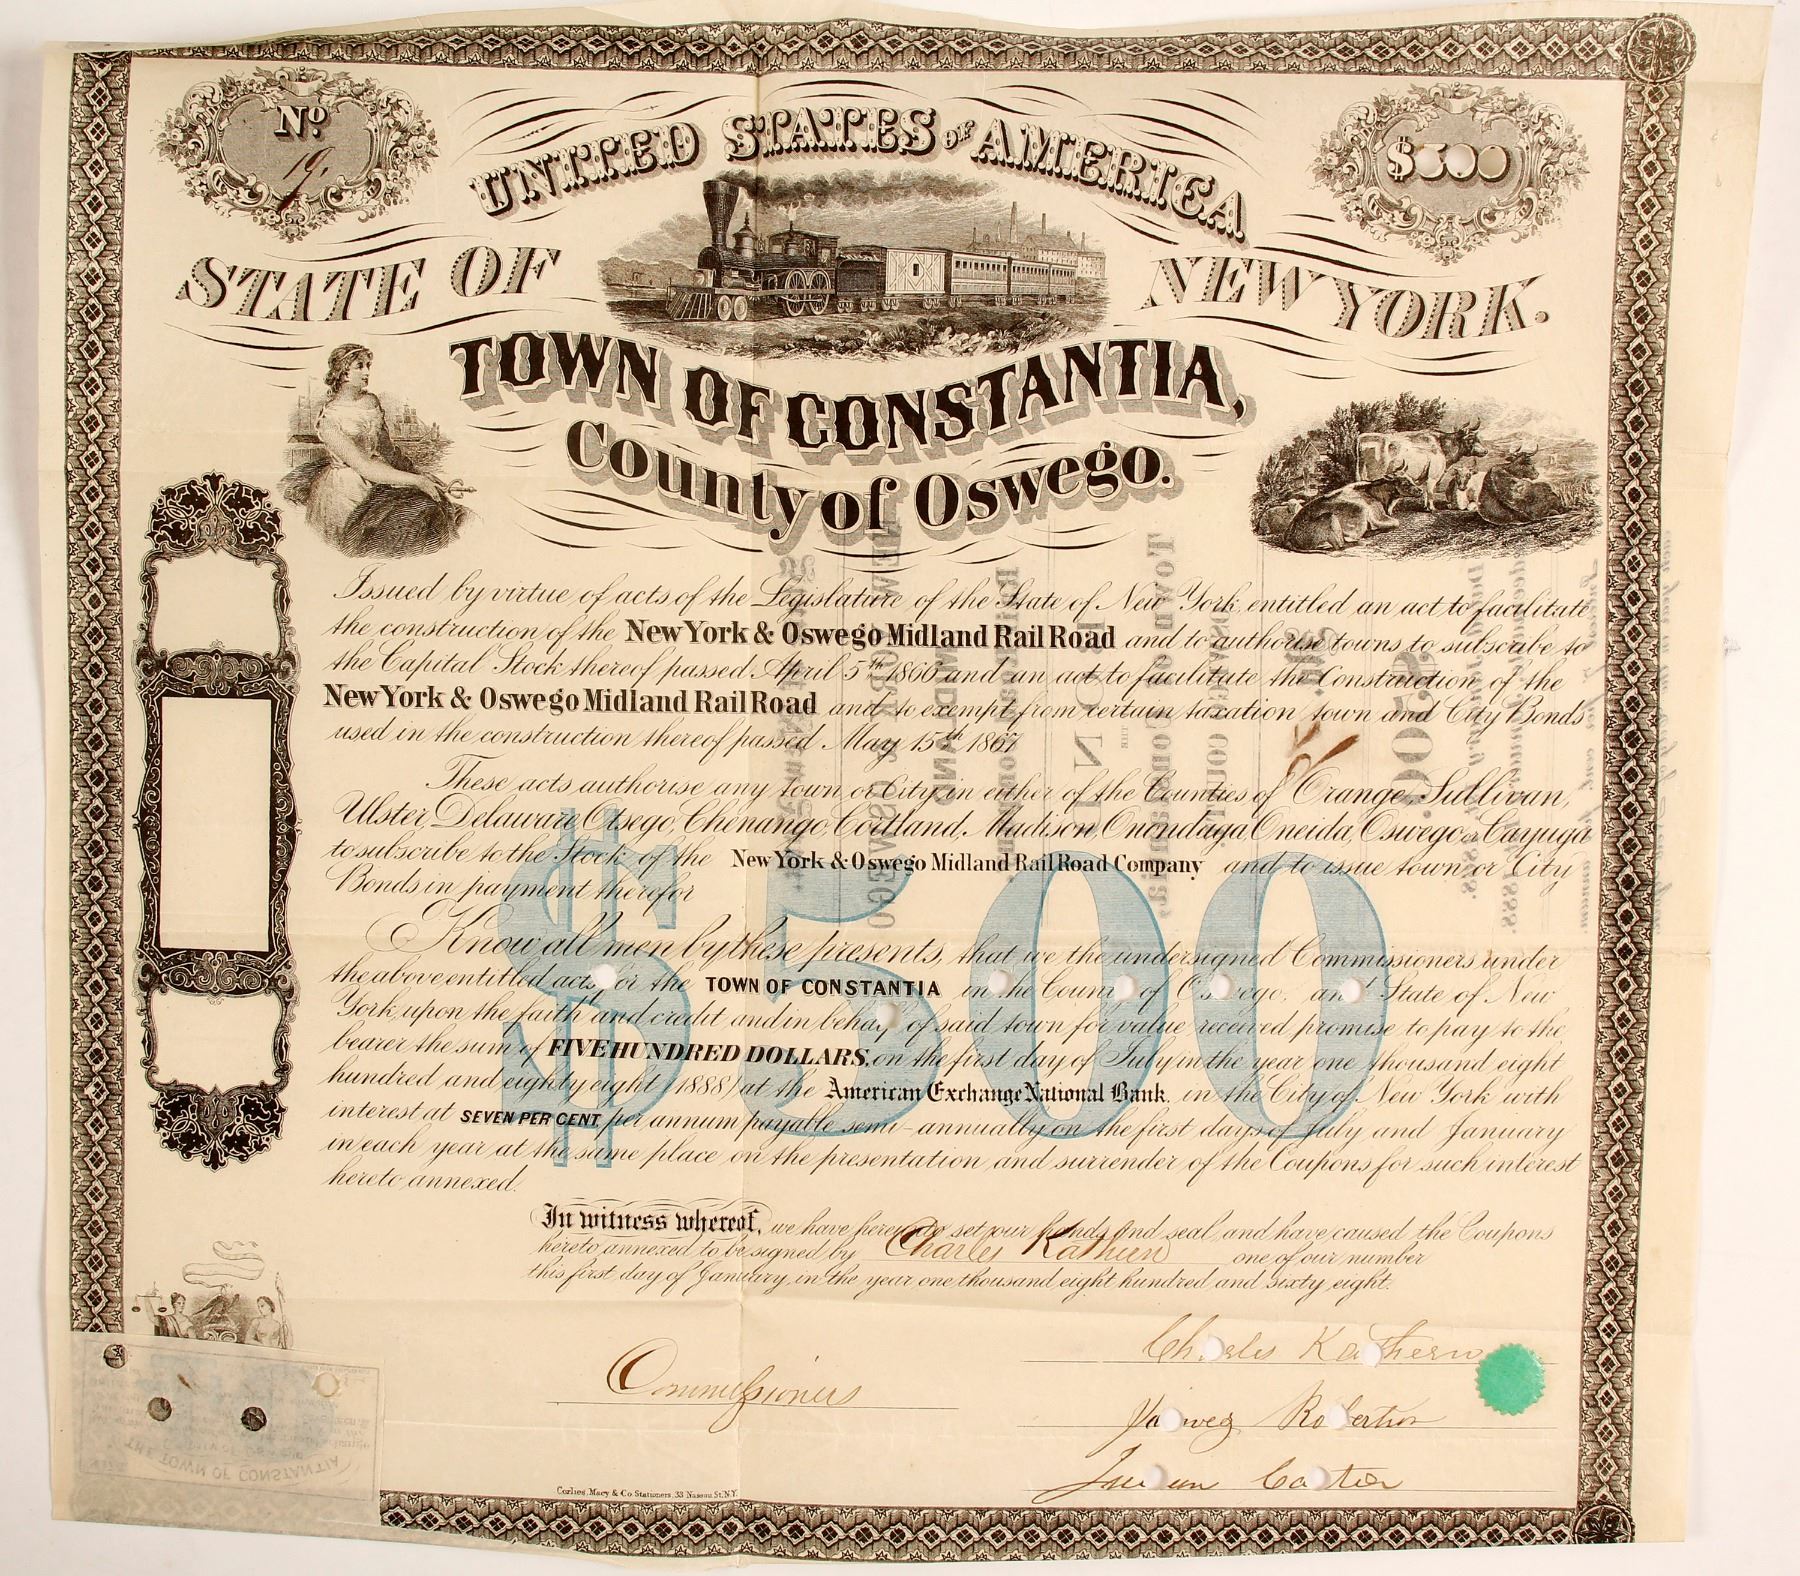 No
19.
$500
UNITED STATES OF AMERICA
STATE OF NEW YORK.
TOWN OF CONSTANTIA,
County of Oswego.
Issued by virtue of acts of the Legislature of the State of New York, entitled an act to facilitate
the construction of the New York & Oswego Midland Rail Road and to authorise towns to subscribe to
the Capital Stock thereof passed April 5th 1866 and an act to facilitate the Construction of the
New York & Oswego Midland Rail Road and to exempt from certain taxation town and City Bonds
used in the construction thereof passed May 15th 1867
These acts authorise any town or City in either of the Counties of Orange, Sullivan,
Ulster, Delaware, Otsego, Chenango, Cortland, Madison, Onondaga, Oneida, Oswego or Cayuga
to subscribe to the Stock of the New York & Oswego Midland Rail Road Company and to issue town or City
Bonds in payment therefor
$500
Know all men by these presents, that we the undersigned Commissioners under
the above entitled acts, for the TOWN OF CONSTANTIA in the County of Oswego, and State of New
York, upon the faith and credit and in behalf of said town for value received promise to pay to the
bearer the sum of FIVE HUNDRED DOLLARS, on the first day of July in the year one thousand eight
hundred and eighty eight (1888) at the American Exchange National Bank, in the City of New York with
interest at SEVEN PER CENT, per annum payable semi-annually on the first days of July and January
in each year at the same place on the presentation and surrender of the Coupons for such interest
hereto annexed.
In witness whereof, we have hereunto set our hands and seal, and have caused the Coupons
hereto annexed to be signed by Charles Kathern one of our number
this first day of January, in the year one thousand eight hundred and sixty eight.
Charles Kathern
Commissioners
Robertson
Carter
Corlies, Macy & Co. Stationers, 33 Nassau St. N.Y.
THE TOWN OF CONSTANTIA